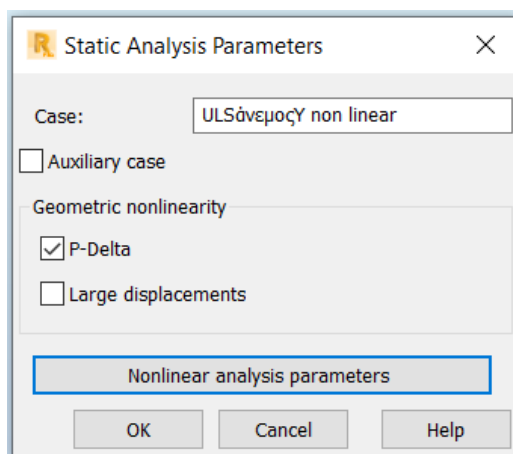 Static Analysis Parameters
Case: ULSάνεμοςΥ non linear
Auxiliary case
Geometric nonlinearity
P-Delta
Large displacements
Nonlinear analysis parameters
OK Cancel Help